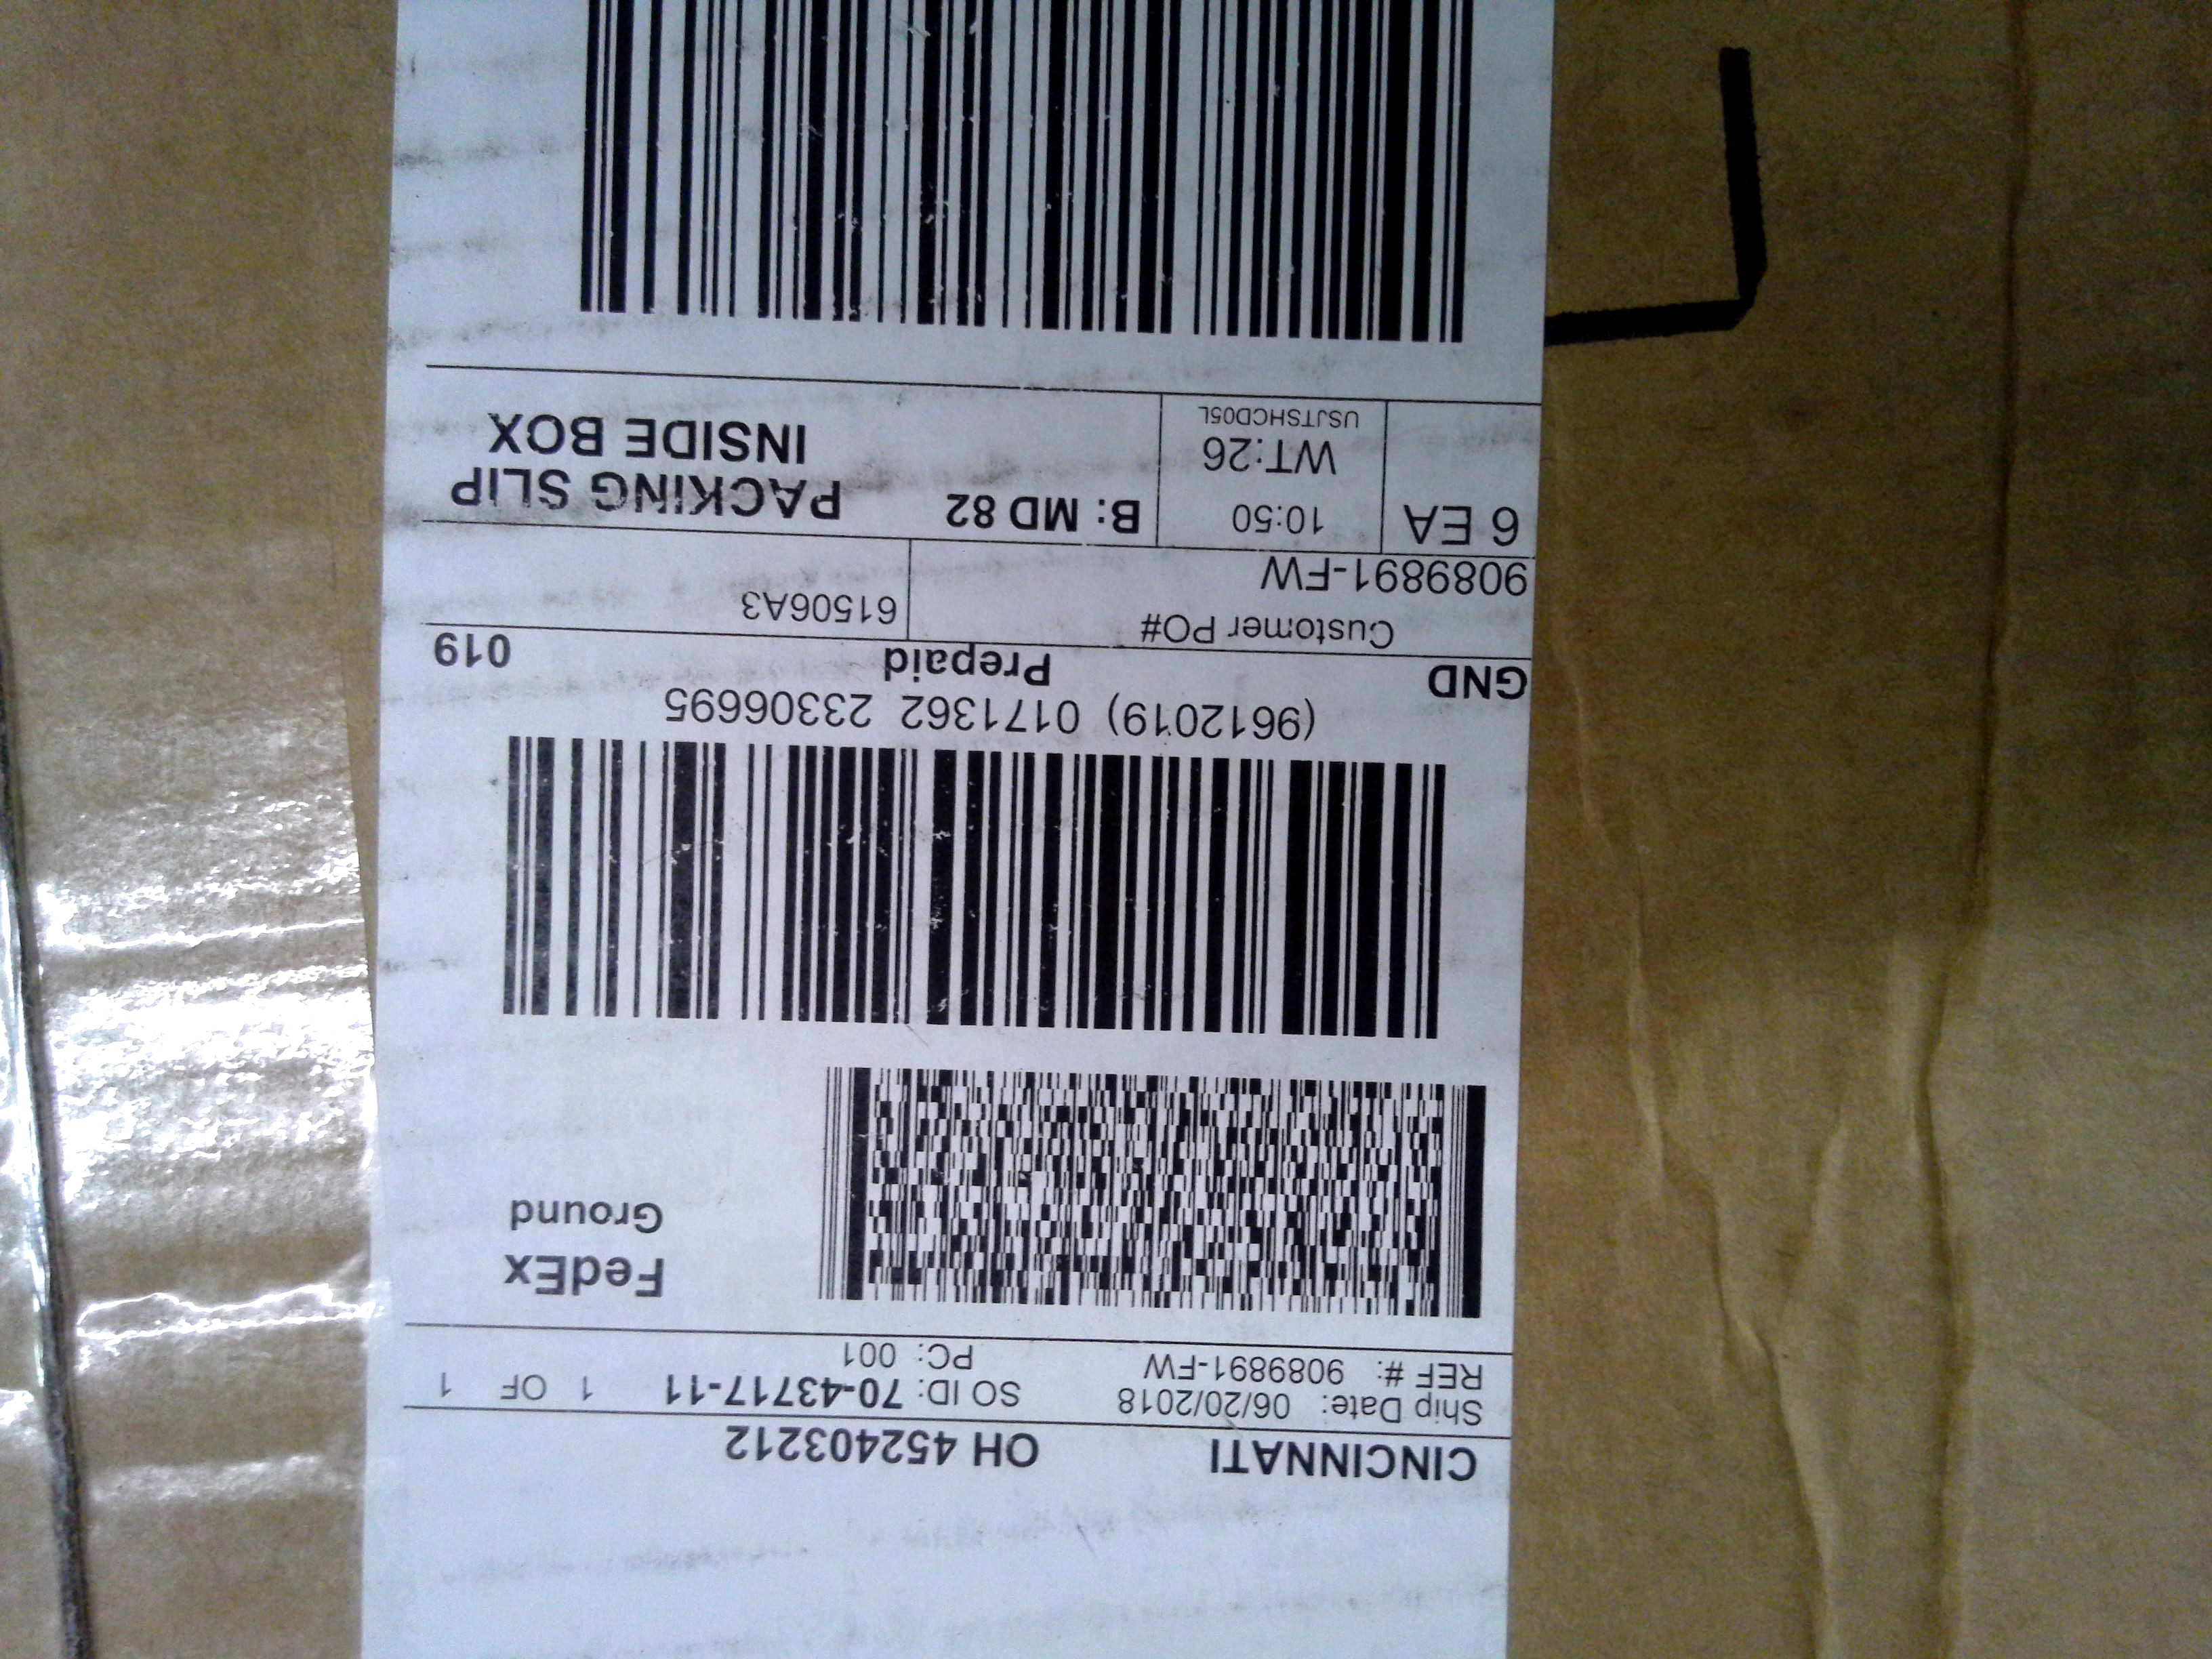 CINCINNATI OH 452403212
Ship Date: 06/20/2018 SO ID: 70-43717-11 1 OF 1
REF #: 9089891-FW PC: 001
FedEx
Ground
(9612019) 0171362 23306695
GND Prepaid 019
Customer PO# 61506A3
9089891-FW
6 EA 10:50 B: MD 82 PACKING SLIP
WT:26 INSIDE BOX
USJTSHCD05L